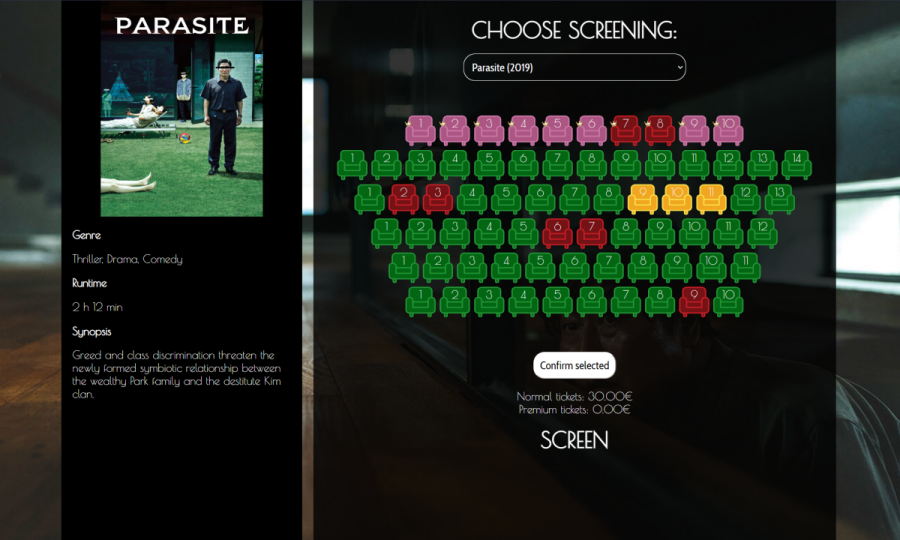 PARASITE
Genre
Thriller, Drama, Comedy
Runtime
2 h 12 min
Synopsis
Greed and class discrimination threaten the
newly formed symbiotic relationship between
the wealthy Park family and the destitute Kim
clan.
CHOOSE SCREENING:
Parasite (2019)
1 2 3 4 5 6 7 8 9 10
1 2 3 4 5 6 7 8 9 10 11 12 13 14
1 2 3 4 5 6 7 8 9 10 11 12 13
1 2 3 4 5 6 7 8 9 10 11 12
1 2 3 4 5 6 7 8 9 10 11
1 2 3 4 5 6 7 8 9 10
Confirm selected
Normal tickets: 30.00€
Premium tickets: 0.00€
SCREEN